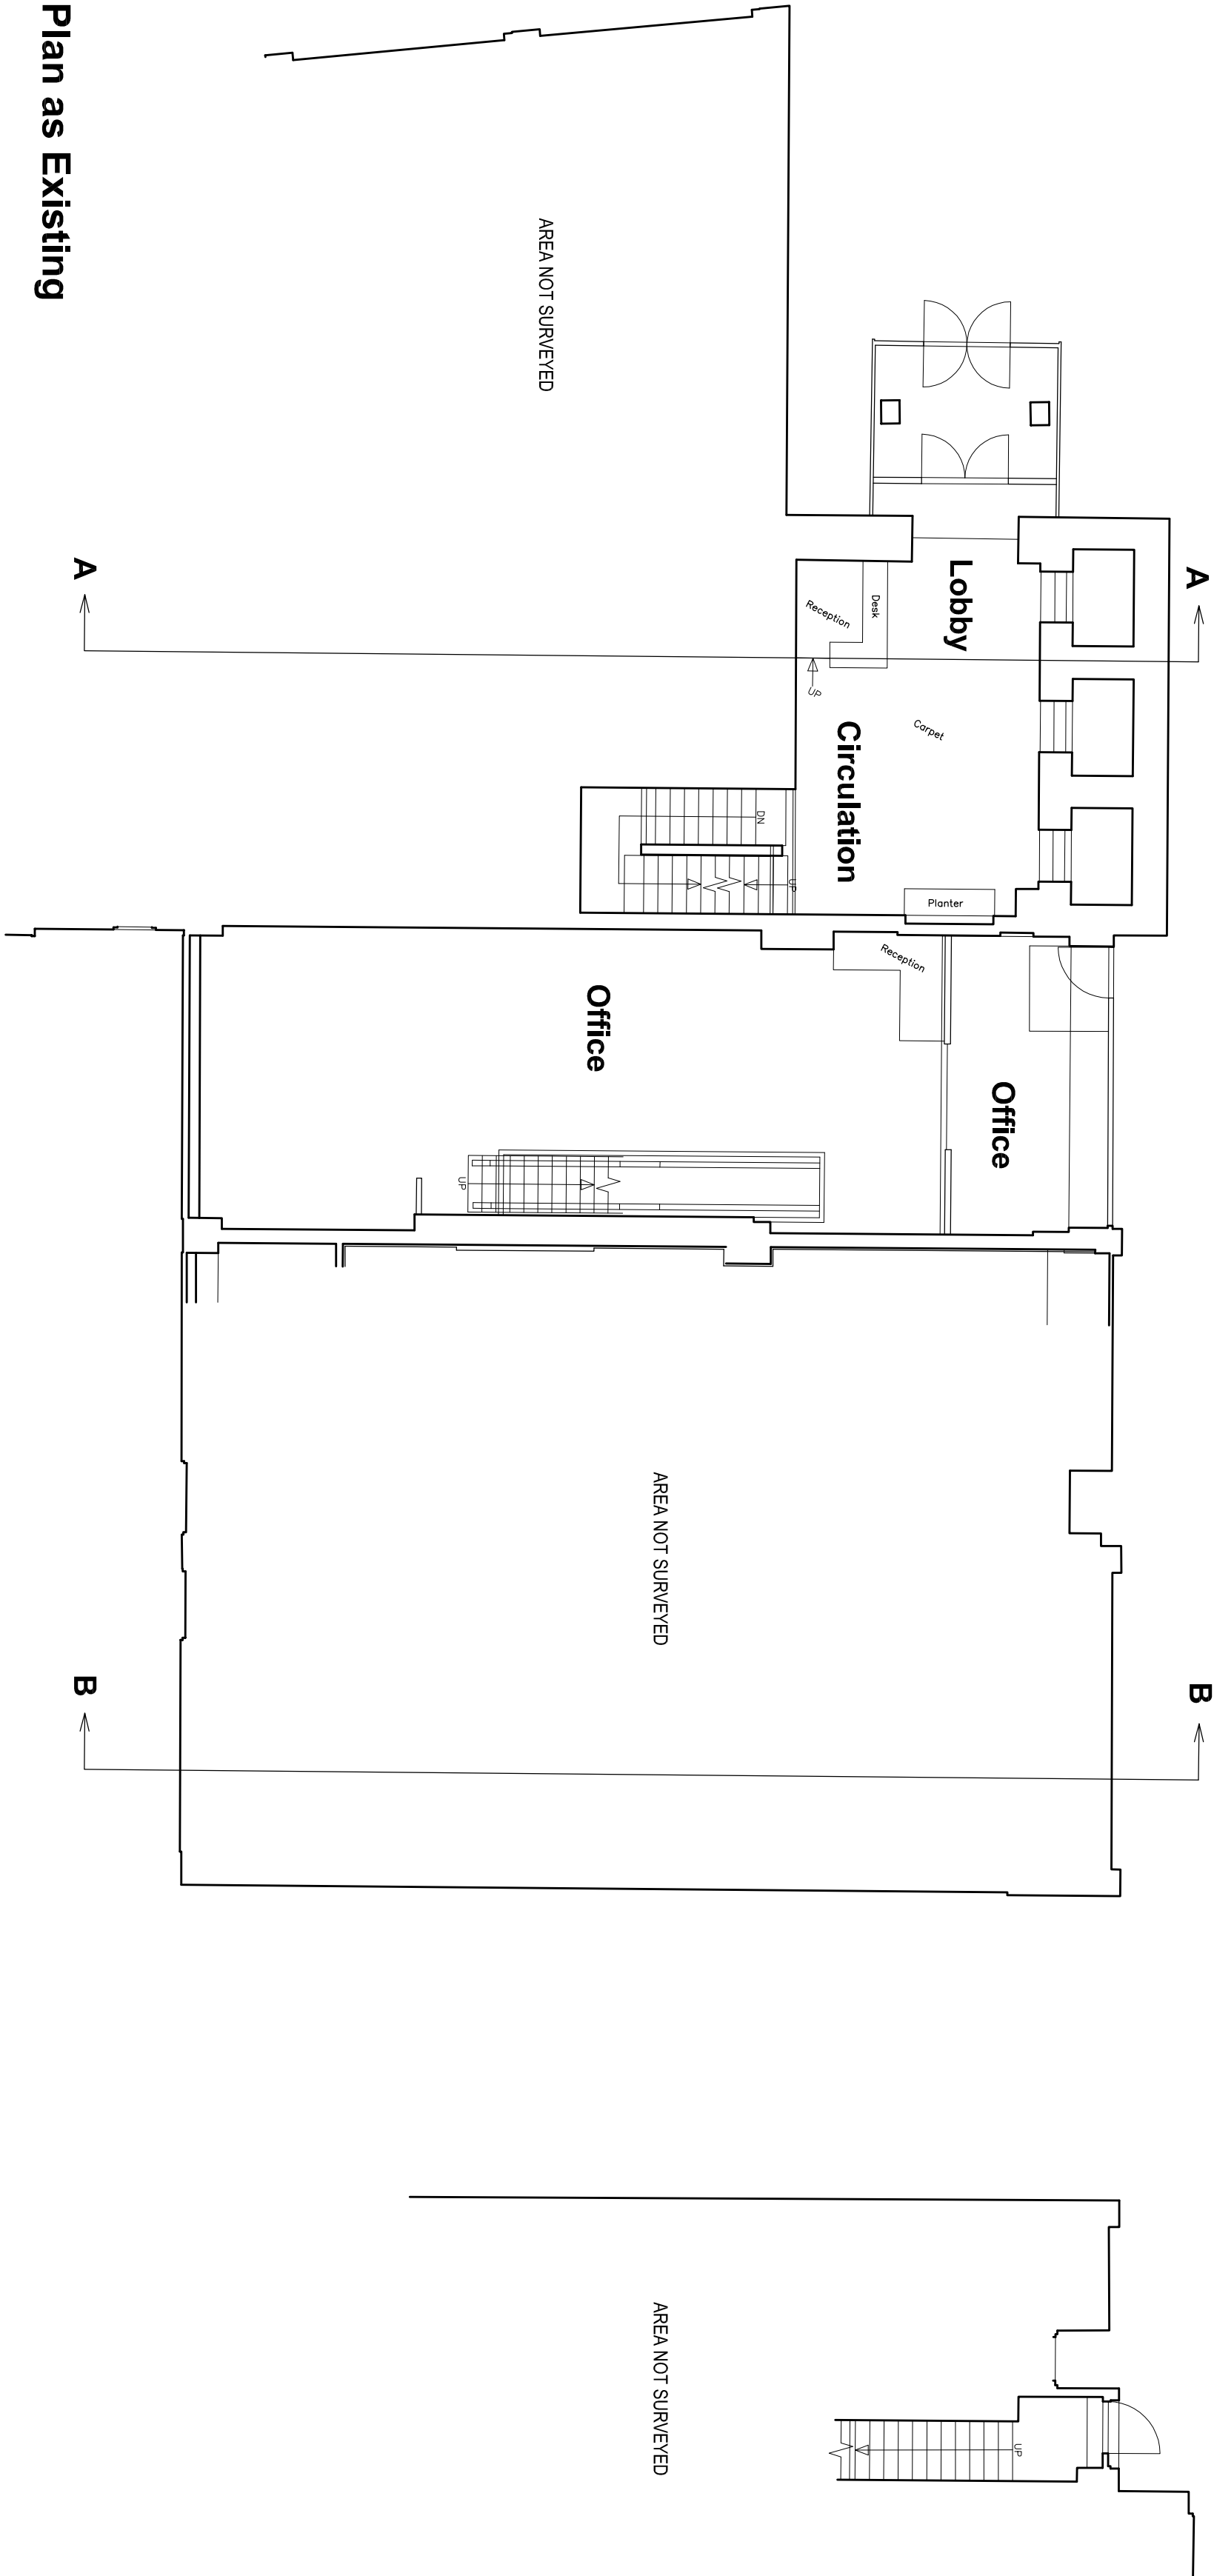 Plan as Existing
AREA NOT SURVEYED
A
A
Lobby
Desk
Reception
UP
Carpet
Circulation
DN
UP
Planter
Reception
Office
Office
UP
AREA NOT SURVEYED
B
B
AREA NOT SURVEYED
UP